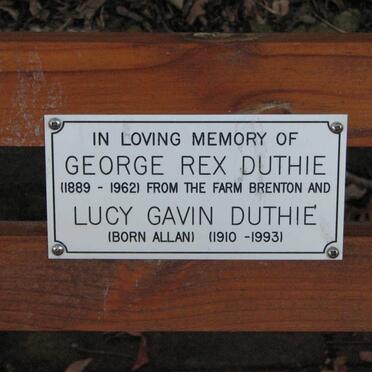 IN LOVING MEMORY OF
GEORGE REX DUTHIE
(1889 - 1962) FROM THE FARM BRENTON AND
LUCY GAVIN DUTHIE
(BORN ALLAN) (1910 -1993)